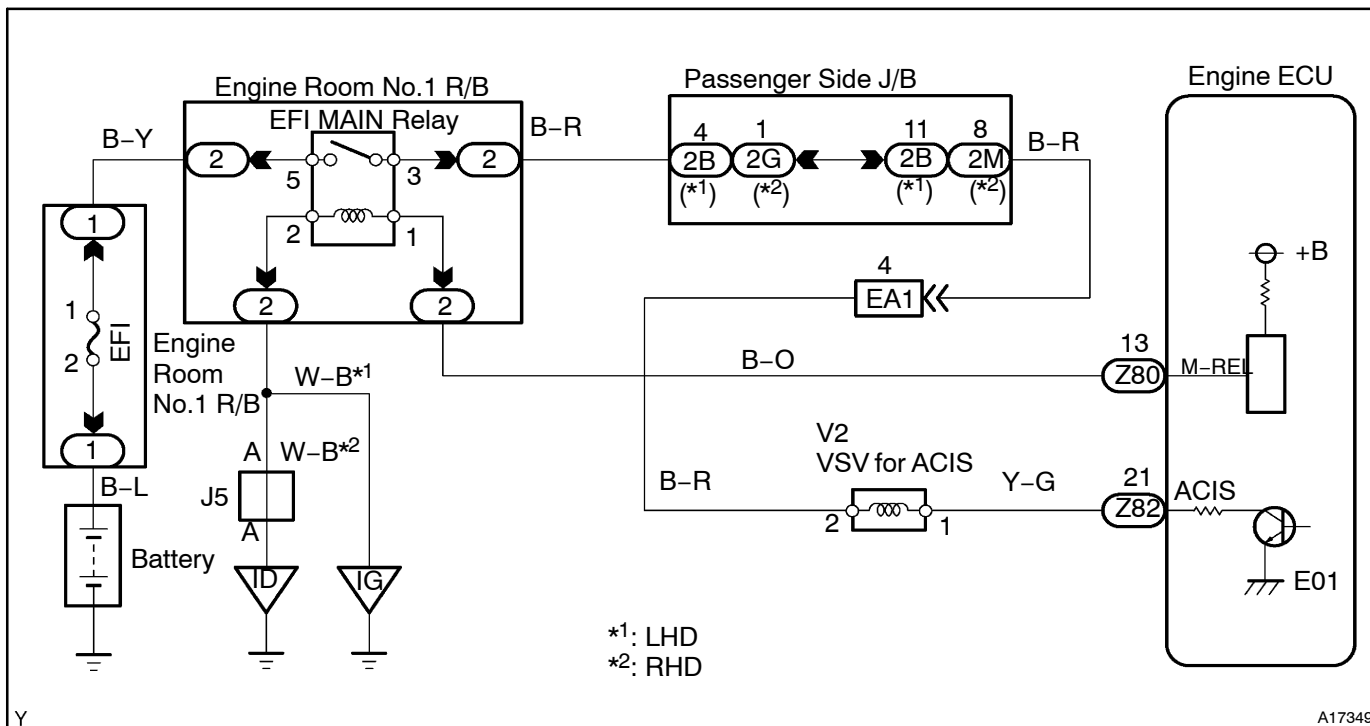 Engine Room No.1 R/B
EFI MAIN Relay
Passenger Side J/B
Engine ECU
B−Y
B−R
4
1
11
8
B−R
2
2
2B
2G
2B
2M
5
3
(*1)
(*2)
(*1)
(*2)
2
1
1
4
+B
EA1
2
2
1
EFI
2
Engine
Room
No.1 R/B
B−O
13
Z80
M−REL
W−B*1
A
W−B*2
V2
VSV for ACIS
1
B−L
J5
B−R
Y−G
21
Z82
ACIS
2
1
A
Battery
ID
IG
E01
*1: LHD
*2: RHD
Y
A17349